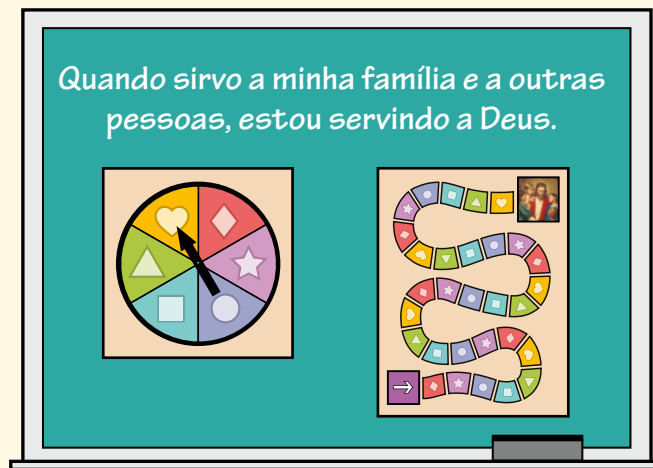 Quando sirvo a minha família e a outras
pessoas, estou servindo a Deus.